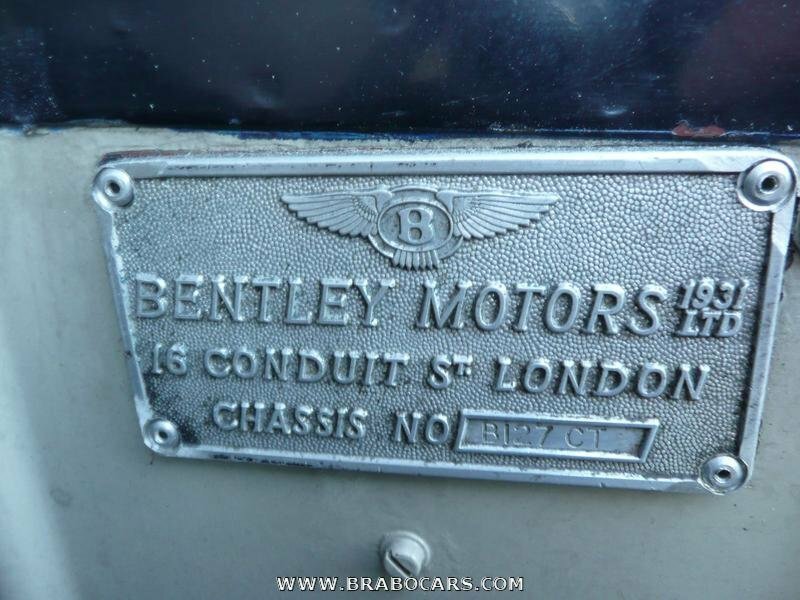 B
BENTLEY MOTORS 1931 LTD
16 CONDUIT ST. LONDON
CHASSIS NO B127 CT
WWW.BRABOCARS.COM